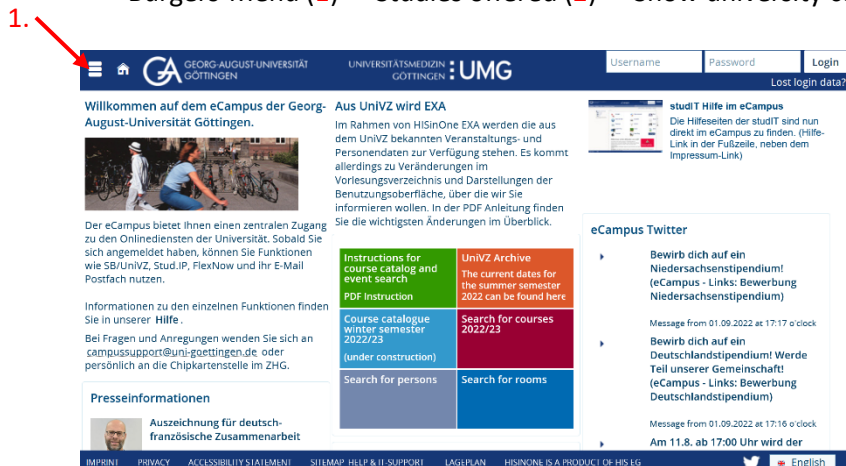 1.
GEORG-AUGUST-UNIVERSITÄT
GÖTTINGEN
UNIVERSITÄTSMEDIZIN
GÖTTINGEN
UMG
Username
Password
Login
Lost login data?
Willkommen auf dem eCampus der Georg-
August-Universität Göttingen.
Der eCampus bietet Ihnen einen zentralen Zugang
zu den Onlinediensten der Universität. Sobald Sie
sich angemeldet haben, können Sie Funktionen
wie SB/UniVZ, Stud.IP, FlexNow und ihr E-Mail
Postfach nutzen.
Informationen zu den einzelnen Funktionen finden
Sie in unserer Hilfe.
Bei Fragen und Anregungen wenden Sie sich an
campussupport@uni-goettingen.de oder
persönlich an die Chipkartenstelle im ZHG.
Presseinformationen
Auszeichnung für deutsch-
französische Zusammenarbeit
Aus UniVZ wird EXA
Im Rahmen von HISinOne EXA werden die aus
dem UniVZ bekannten Veranstaltungs- und
Personendaten zur Verfügung stehen. Es kommt
allerdings zu Veränderungen im
Vorlesungsverzeichnis und Darstellungen der
Benutzungsoberfläche, über die wir Sie
informieren wollen. In der PDF Anleitung finden
Sie die wichtigsten Änderungen im Überblick.
Instructions for
course catalog and
event search
PDF Instruction
UniVZ Archive
The current dates for
the summer semester
2022 can be found here
Course catalogue
winter semester
2022/23
(under construction)
Search for courses
2022/23
Search for persons
Search for rooms
studIT Hilfe im eCampus
Die Hilfeseiten der studIT sind nun
direkt im eCampus zu finden. (Hilfe-
Link in der Fußzeile, neben dem
Impressum-Link)
eCampus Twitter
Bewirb dich auf ein
Niedersachsenstipendium!
(eCampus - Links: Bewerbung
Niedersachsenstipendium)
Message from 01.09.2022 at 17:17 o'clock
Bewirb dich auf ein
Deutschlandstipendium! Werde
Teil unserer Gemeinschaft!
(eCampus - Links: Bewerbung
Deutschlandstipendium)
Message from 01.09.2022 at 17:16 o'clock
Am 11.8. ab 17:00 Uhr wird der
IMPRINT PRIVACY ACCESSIBILITY STATEMENT SITEMAP HELP & IT-SUPPORT LAGEPLAN HISINONE IS A PRODUCT OF HIS EG
English